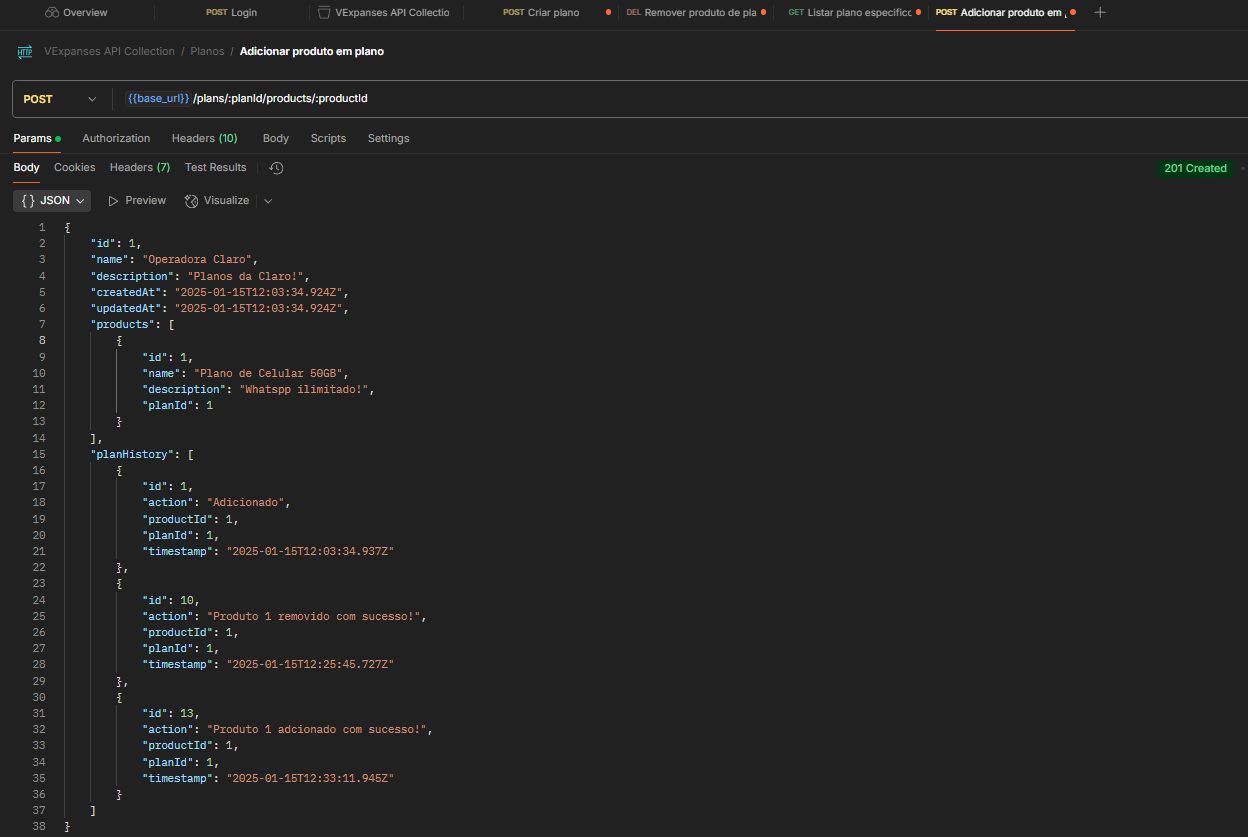 Overview
POST Login
VExpanses API Collectio
POST Criar plano
DEL Remover produto de pla
GET Listar plano especifico
POST Adicionar produto em
HTTP VExpanses API Collection / Planos / Adicionar produto em plano
POST {{base_url}} /plans/:planId/products/:productId
Params Authorization Headers (10) Body Scripts Settings
Body Cookies Headers (7) Test Results 201 Created
{ } JSON Preview Visualize
1 {
2 "id": 1,
3 "name": "Operadora Claro",
4 "description": "Planos da Claro!",
5 "createdAt": "2025-01-15T12:03:34.924Z",
6 "updatedAt": "2025-01-15T12:03:34.924Z",
7 "products": [
8 {
9 "id": 1,
10 "name": "Plano de Celular 50GB",
11 "description": "Whatspp ilimitado!",
12 "planId": 1
13 }
14 ],
15 "planHistory": [
16 {
17 "id": 1,
18 "action": "Adicionado",
19 "productId": 1,
20 "planId": 1,
21 "timestamp": "2025-01-15T12:03:34.937Z"
22 },
23 {
24 "id": 10,
25 "action": "Produto 1 removido com sucesso!",
26 "productId": 1,
27 "planId": 1,
28 "timestamp": "2025-01-15T12:25:45.727Z"
29 },
30 {
31 "id": 13,
32 "action": "Produto 1 adcionado com sucesso!",
33 "productId": 1,
34 "planId": 1,
35 "timestamp": "2025-01-15T12:33:11.945Z"
36 }
37 ]
38 }